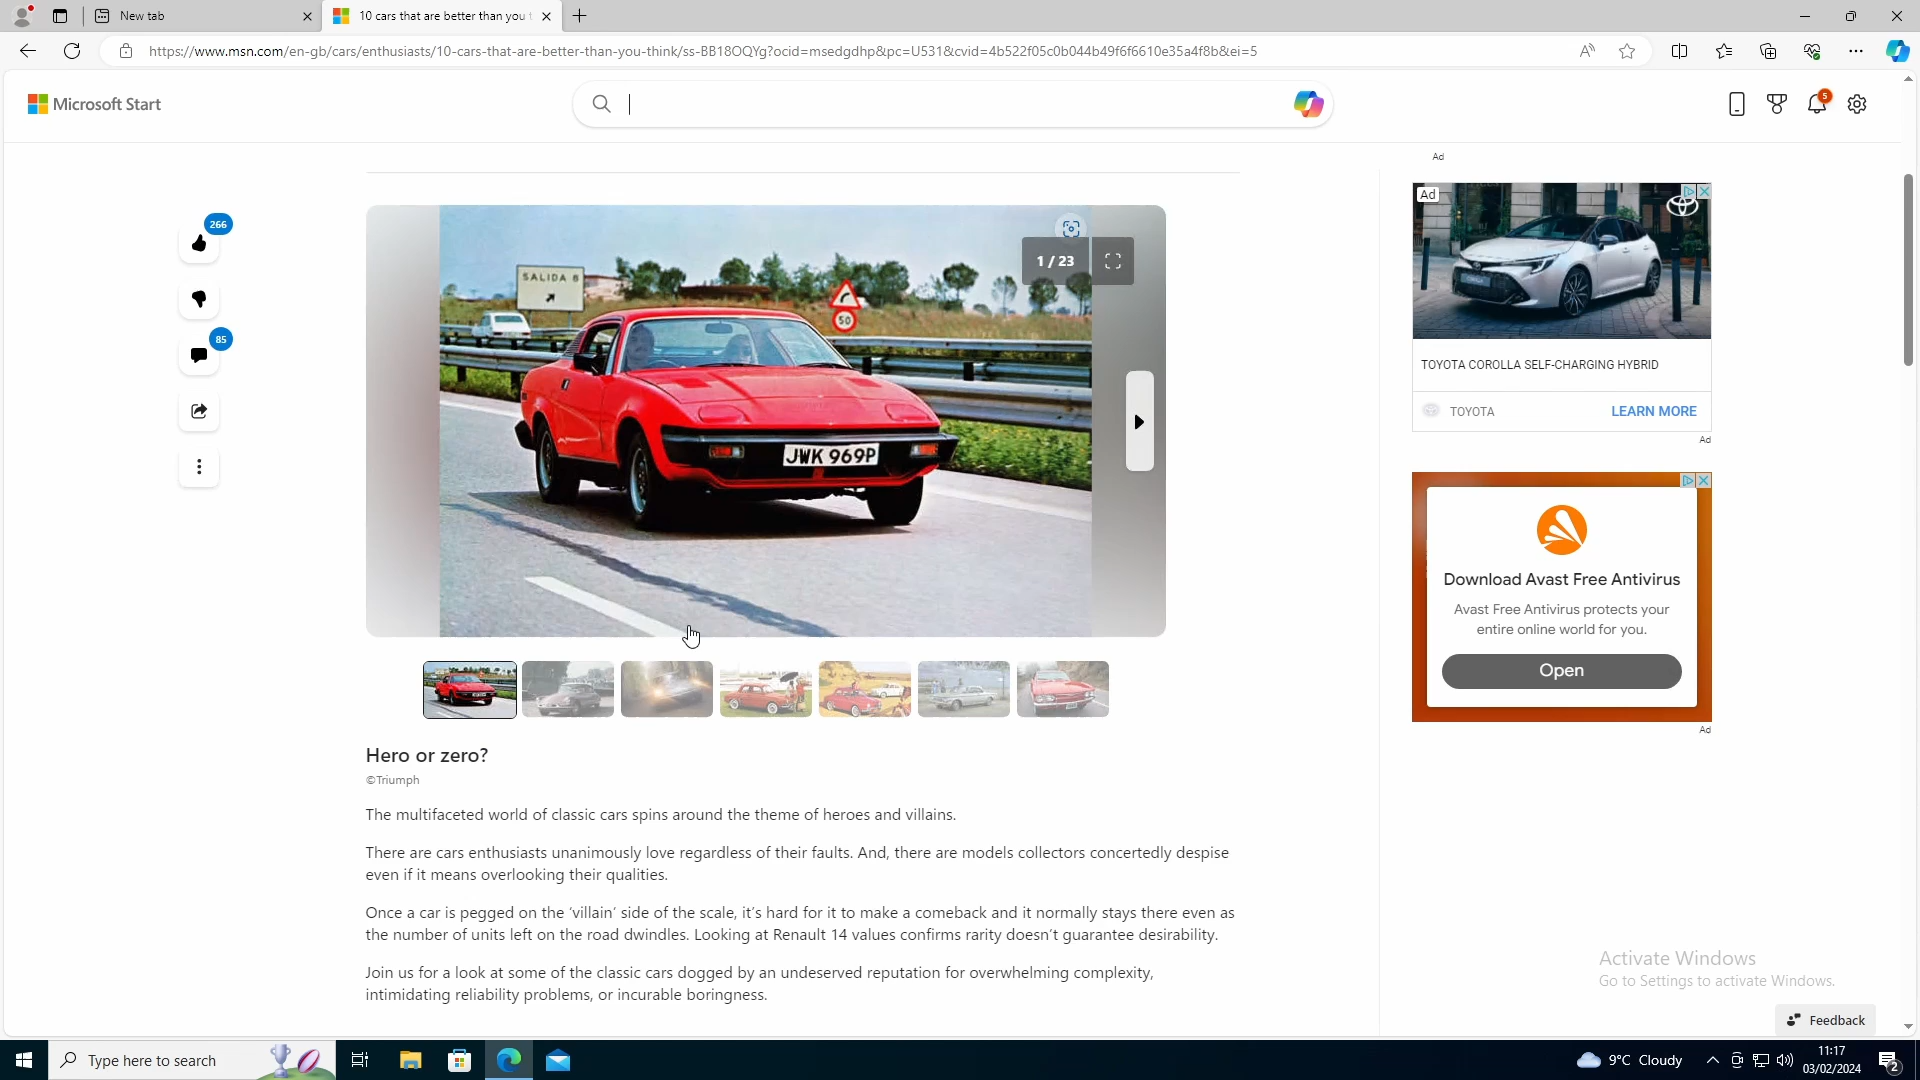 New tab
10 cars that are better than you t
https://www.msn.com/en-gb/cars/enthusiasts/10-cars-that-are-better-than-you-think/ss-BB18OQYg?ocid=msedgdhp&pc=U531&cvid=4b522f05c0b044b49f6f6610e35a4f8b&ei=5
Microsoft Start
5
Ad
Ad
266
SALIDA 8
1 / 23
50
85
JWK 969P
TOYOTA COROLLA SELF-CHARGING HYBRID
TOYOTA
LEARN MORE
Ad
Download Avast Free Antivirus
Avast Free Antivirus protects your
entire online world for you.
Open
Ad
Hero or zero?
©Triumph
The multifaceted world of classic cars spins around the theme of heroes and villains.
There are cars enthusiasts unanimously love regardless of their faults. And, there are models collectors concertedly despise
even if it means overlooking their qualities.
Once a car is pegged on the ‘villain’ side of the scale, it’s hard for it to make a comeback and it normally stays there even as
the number of units left on the road dwindles. Looking at Renault 14 values confirms rarity doesn’t guarantee desirability.
Join us for a look at some of the classic cars dogged by an undeserved reputation for overwhelming complexity,
intimidating reliability problems, or incurable boringness.
Activate Windows
Go to Settings to activate Windows.
Feedback
Type here to search
9°C Cloudy
11:17
03/02/2024
2